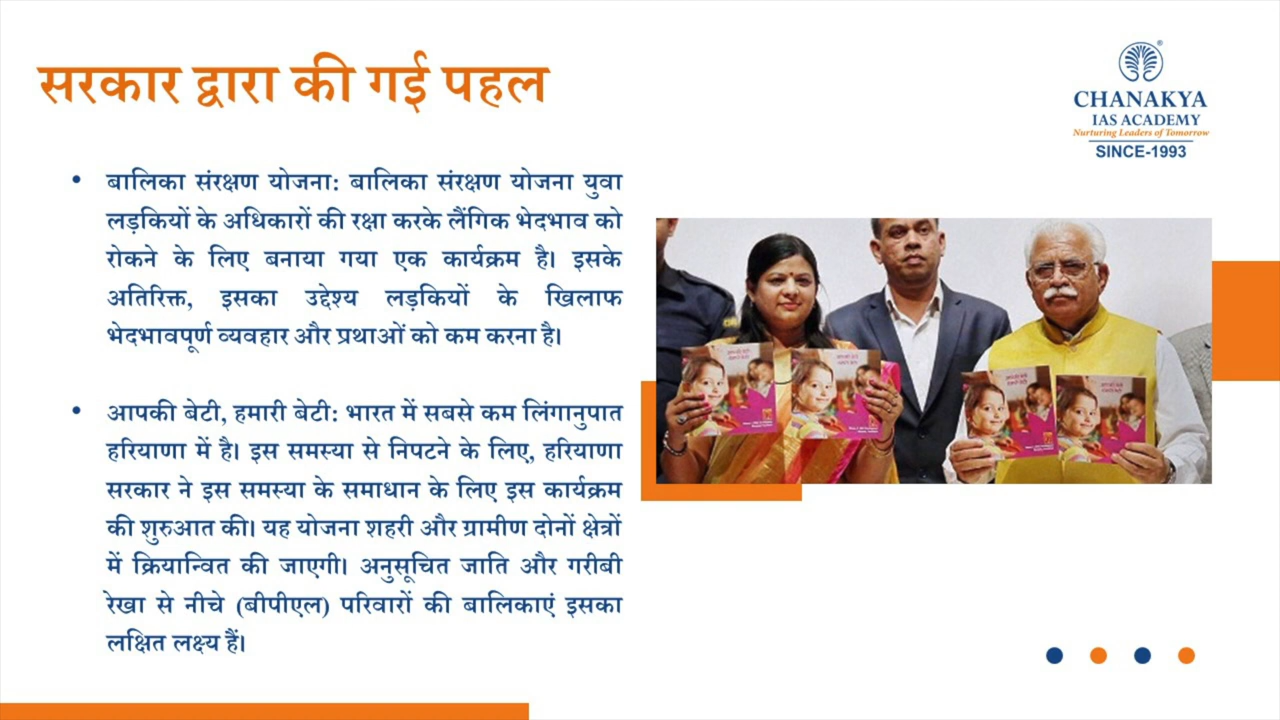 सरकार द्वारा की गई पहल
CHANAKYA
IAS ACADEMY
Nurturing Leaders of Tomorrow
SINCE-1993
• बालिका संरक्षण योजना: बालिका संरक्षण योजना युवा
लड़कियों के अधिकारों की रक्षा करके लैंगिक भेदभाव को
रोकने के लिए बनाया गया एक कार्यक्रम है। इसके
अतिरिक्त, इसका उद्देश्य लड़कियों के खिलाफ
भेदभावपूर्ण व्यवहार और प्रथाओं को कम करना है।
• आपकी बेटी, हमारी बेटी: भारत में सबसे कम लिंगानुपात
हरियाणा में है। इस समस्या से निपटने के लिए, हरियाणा
सरकार ने इस समस्या के समाधान के लिए इस कार्यक्रम
की शुरुआत की। यह योजना शहरी और ग्रामीण दोनों क्षेत्रों
में क्रियान्वित की जाएगी। अनुसूचित जाति और गरीबी
रेखा से नीचे (बीपीएल) परिवारों की बालिकाएं इसका
लक्षित लक्ष्य हैं।